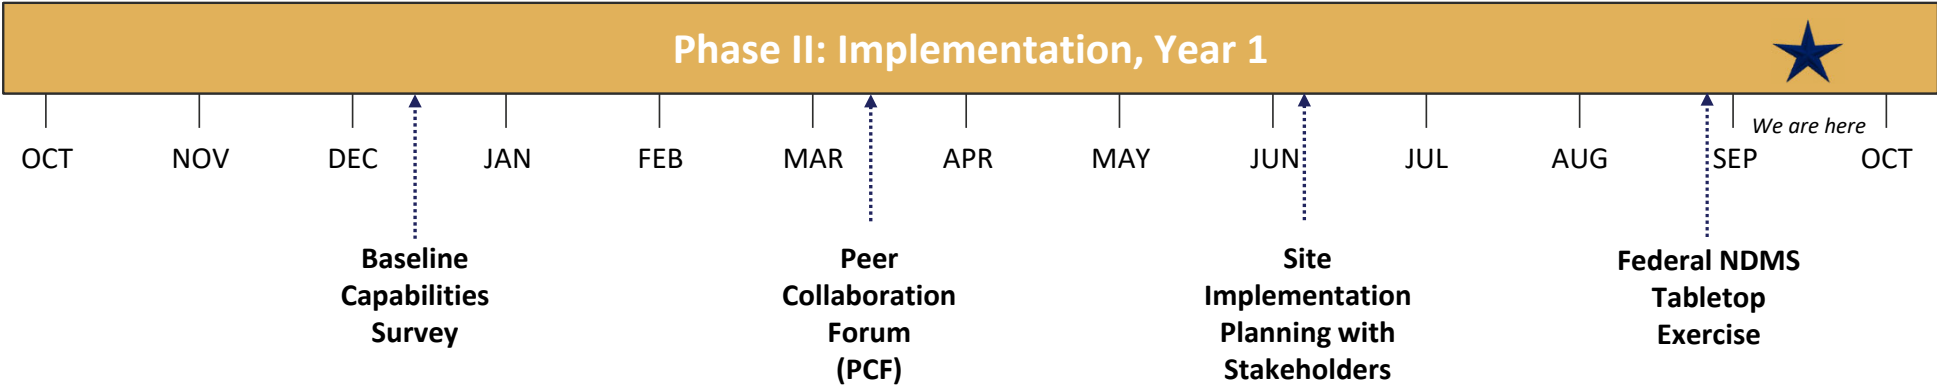 Phase II: Implementation, Year 1
We are here
OCT NOV DEC JAN FEB MAR APR MAY JUN JUL AUG SEP OCT
Baseline
Capabilities
Survey
Peer
Collaboration
Forum
(PCF)
Site
Implementation
Planning with
Stakeholders
Federal NDMS
Tabletop
Exercise